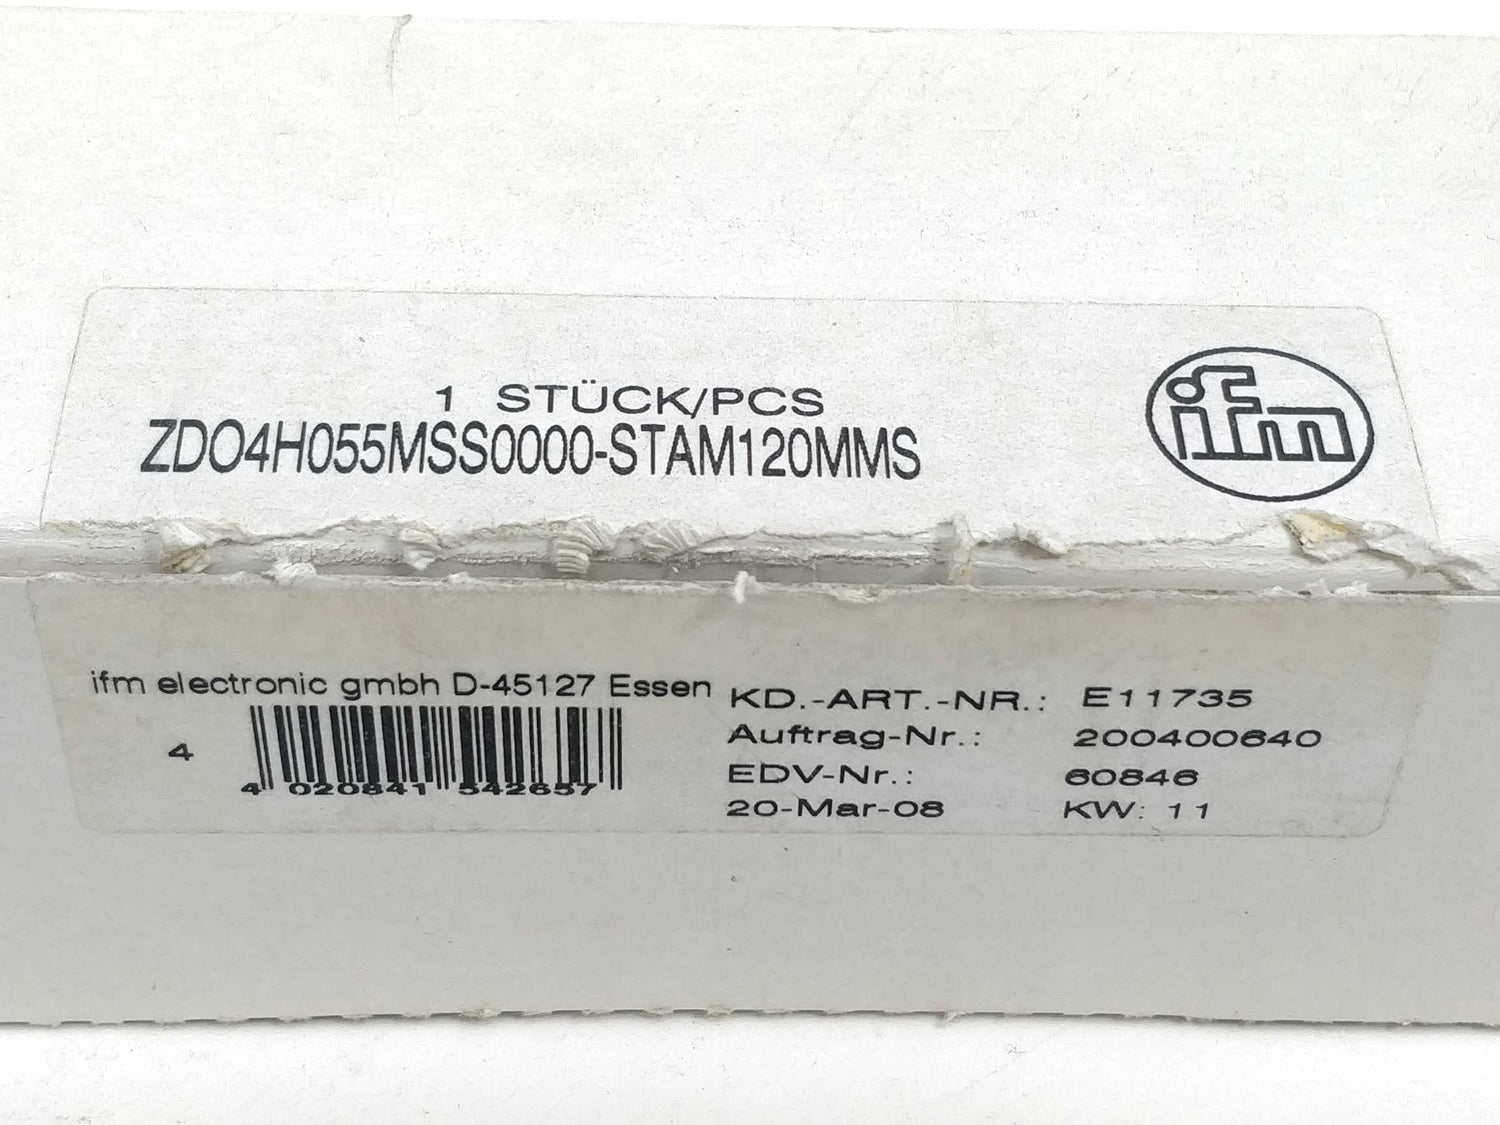 1 STÜCK/PCS
ZDO4H055MSS0000-STAM120MMS
ifm
ifm electronic gmbh D-45127 Essen
4
4 020841 542657
KD.-ART.-NR.: E11735
Auftrag-Nr.: 200400640
EDV-Nr.: 60846
20-Mar-08 KW: 11